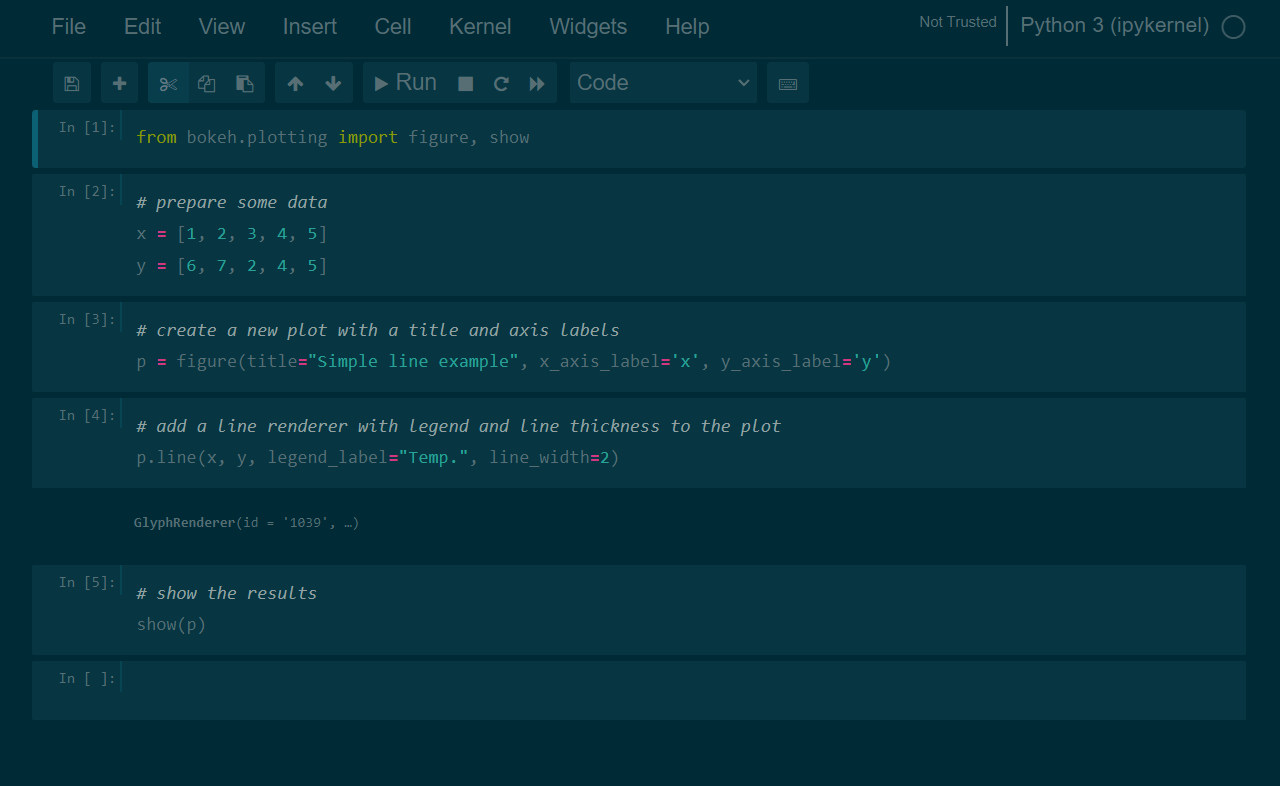 File Edit View Insert Cell Kernel Widgets Help Not Trusted Python 3 (ipykernel)
Run Code
In [1]: from bokeh.plotting import figure, show
In [2]: # prepare some data
x = [1, 2, 3, 4, 5]
y = [6, 7, 2, 4, 5]
In [3]: # create a new plot with a title and axis labels
p = figure(title="Simple line example", x_axis_label='x', y_axis_label='y')
In [4]: # add a line renderer with legend and line thickness to the plot
p.line(x, y, legend_label="Temp.", line_width=2)
GlyphRenderer(id = '1039', …)
In [5]: # show the results
show(p)
In [ ]: